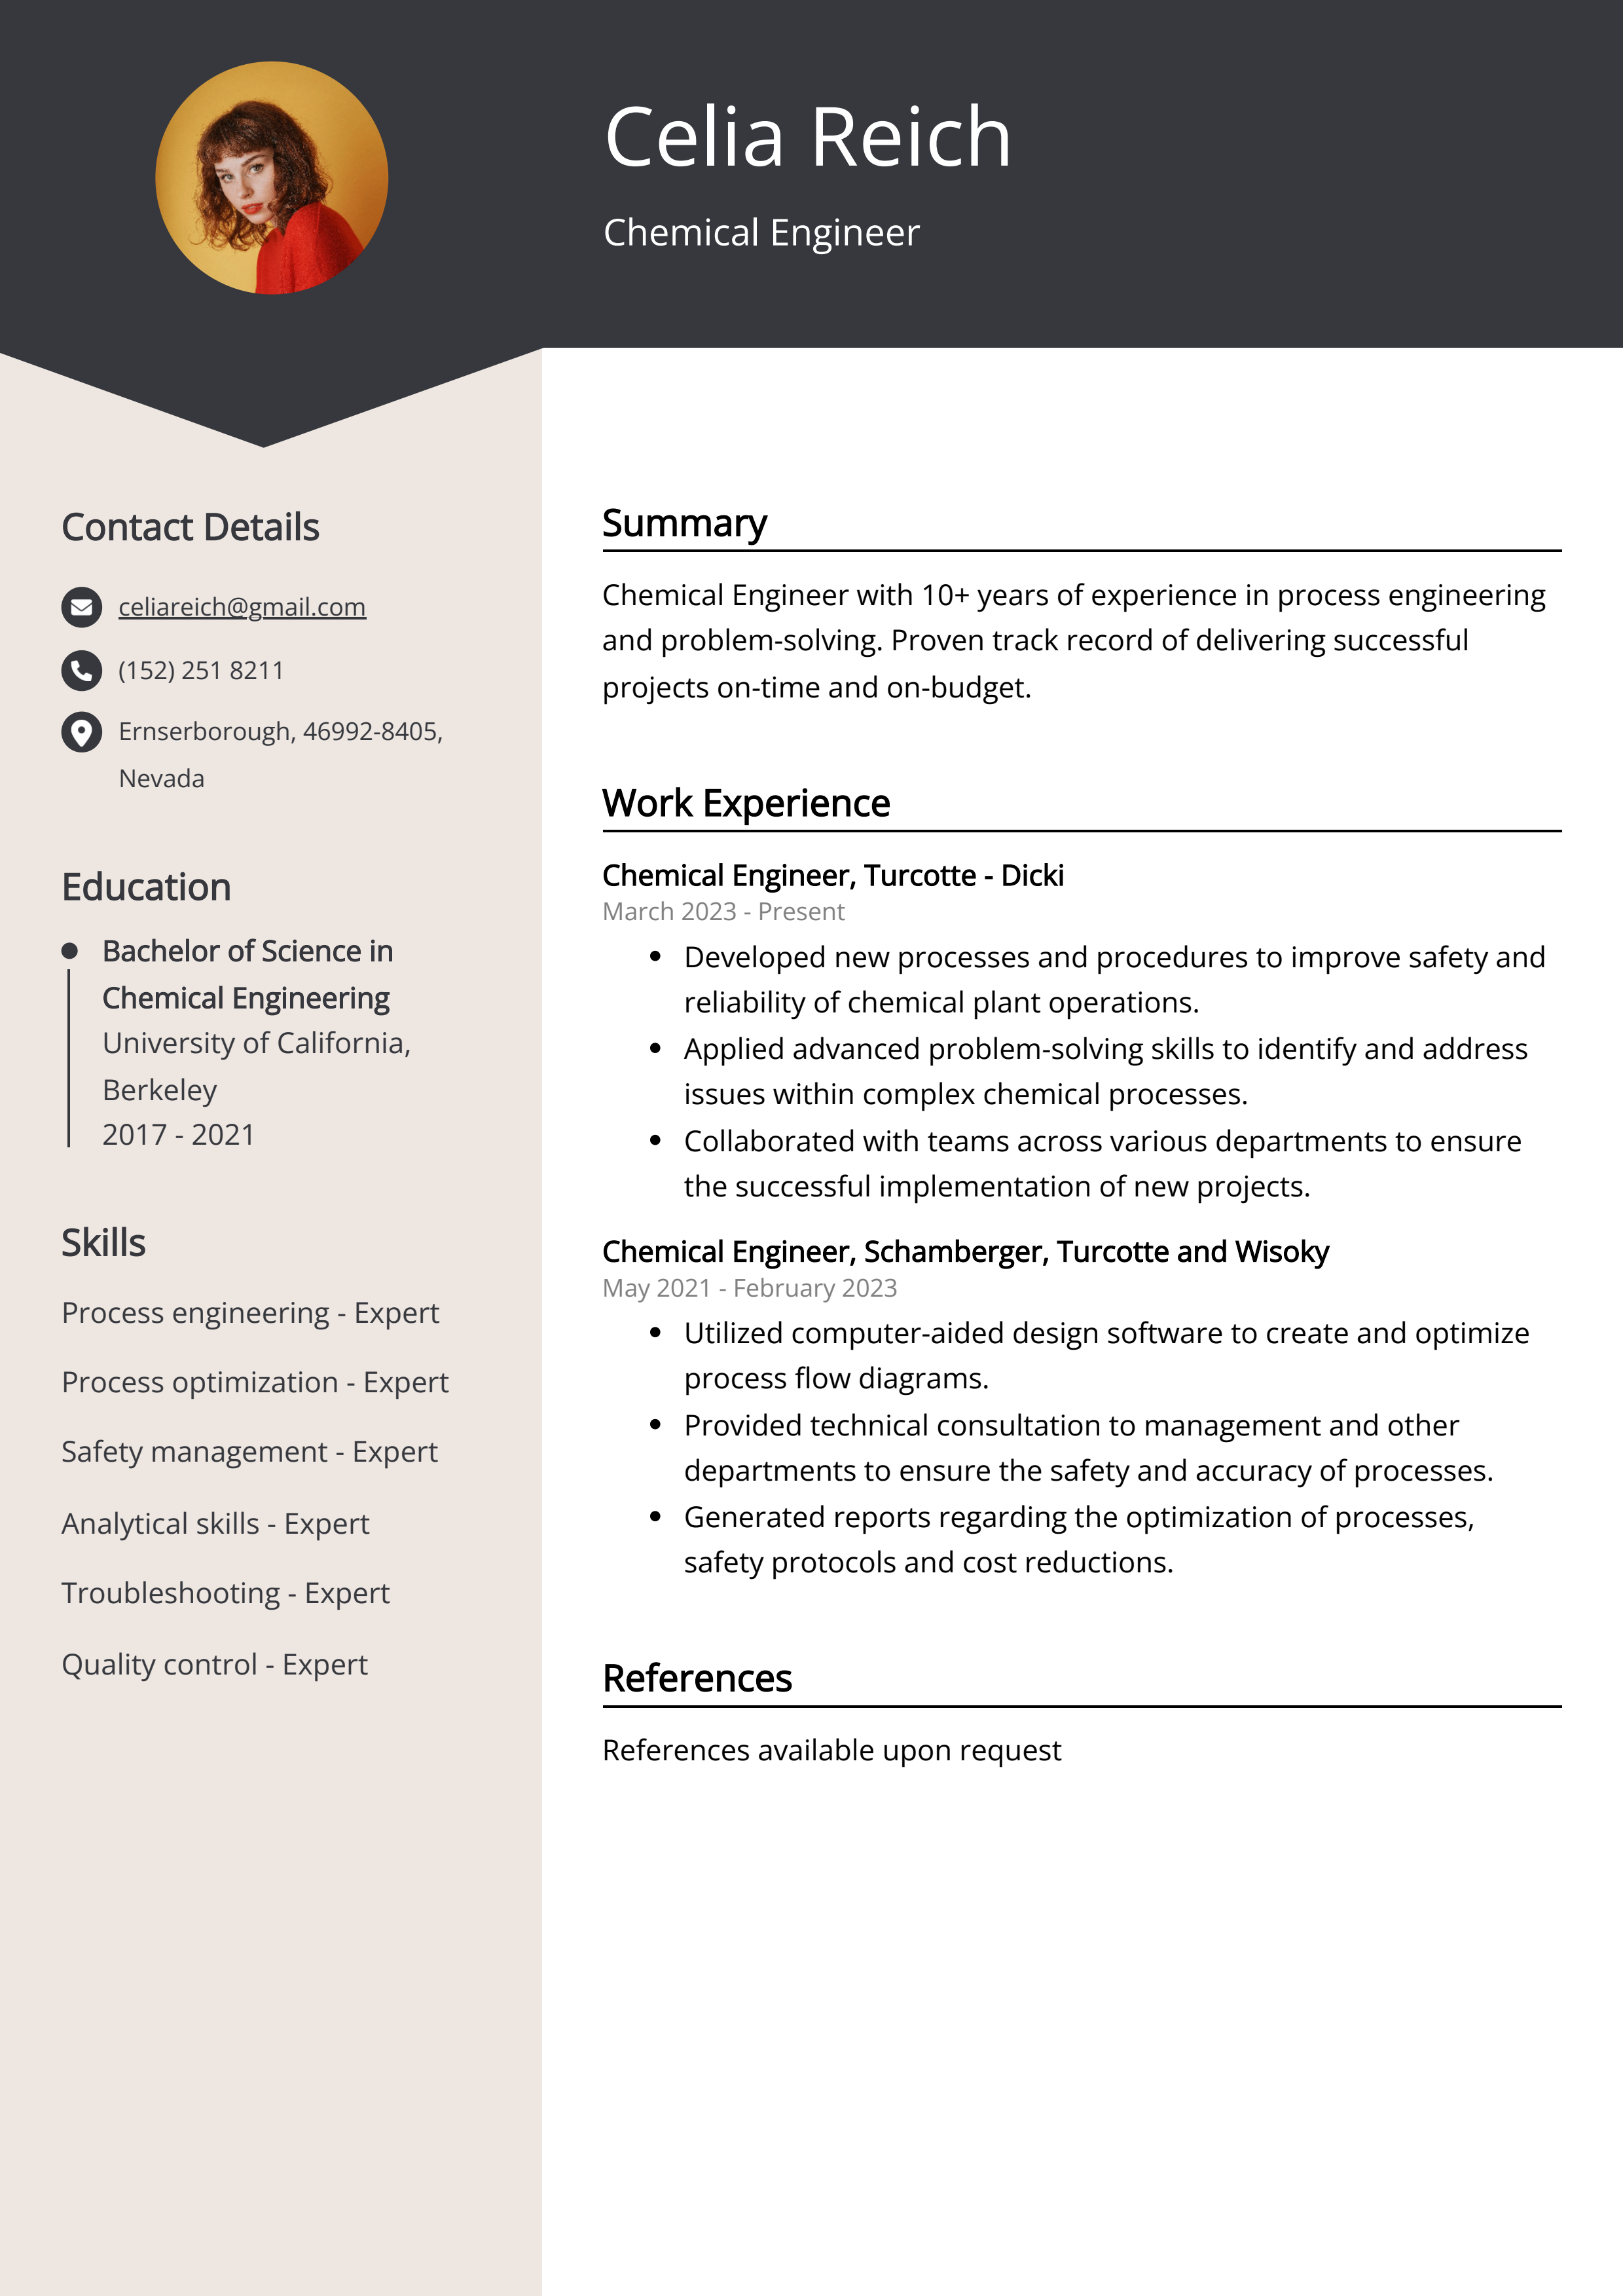 Celia Reich
Chemical Engineer
Contact Details
celiareich@gmail.com
(152) 251 8211
Ernserborough, 46992-8405,
Nevada
Education
Bachelor of Science in
Chemical Engineering
University of California,
Berkeley
2017 - 2021
Skills
Process engineering - Expert
Process optimization - Expert
Safety management - Expert
Analytical skills - Expert
Troubleshooting - Expert
Quality control - Expert
Summary
Chemical Engineer with 10+ years of experience in process engineering
and problem-solving. Proven track record of delivering successful
projects on-time and on-budget.
Work Experience
Chemical Engineer, Turcotte - Dicki
March 2023 - Present
• Developed new processes and procedures to improve safety and
reliability of chemical plant operations.
• Applied advanced problem-solving skills to identify and address
issues within complex chemical processes.
• Collaborated with teams across various departments to ensure
the successful implementation of new projects.
Chemical Engineer, Schamberger, Turcotte and Wisoky
May 2021 - February 2023
• Utilized computer-aided design software to create and optimize
process flow diagrams.
• Provided technical consultation to management and other
departments to ensure the safety and accuracy of processes.
• Generated reports regarding the optimization of processes,
safety protocols and cost reductions.
References
References available upon request